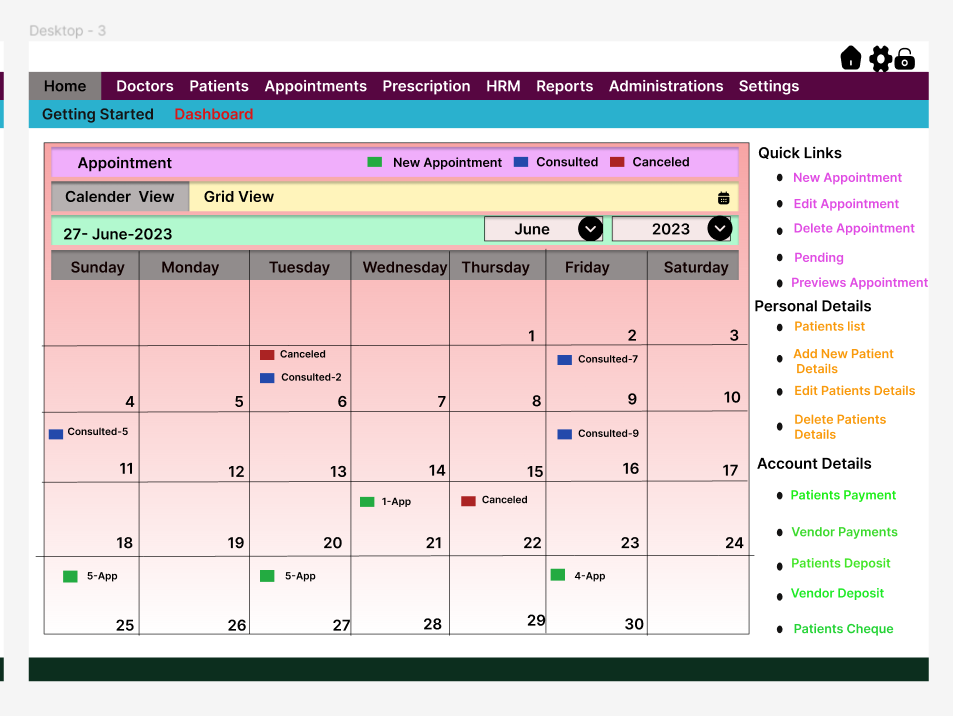 Desktop - 3
Home Doctors Patients Appointments Prescription HRM Reports Administrations Settings
Getting Started Dashboard
Appointment New Appointment Consulted Canceled
Calender View Grid View
27- June-2023 June 2023
Sunday Monday Tuesday Wednesday Thursday Friday Saturday
1 2 3
Canceled
Consulted-2 Consulted-7
4 5 6 7 8 9 10
Consulted-5 Consulted-9
11 12 13 14 15 16 17
1-App Canceled
18 19 20 21 22 23 24
5-App 5-App 4-App
25 26 27 28 29 30
Quick Links
New Appointment
Edit Appointment
Delete Appointment
Pending
Previews Appointment
Personal Details
Patients list
Add New Patient
Details
Edit Patients Details
Delete Patients
Details
Account Details
Patients Payment
Vendor Payments
Patients Deposit
Vendor Deposit
Patients Cheque